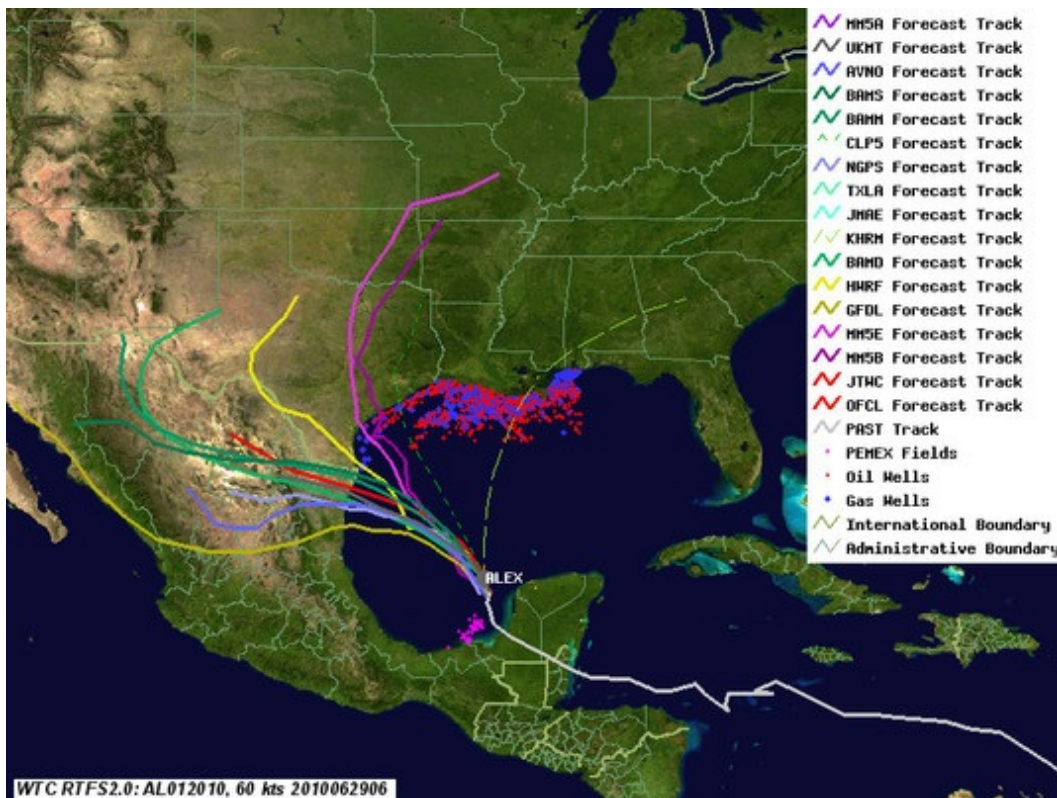 MM5A Forecast Track
UKMT Forecast Track
AVNO Forecast Track
BAMS Forecast Track
BAMM Forecast Track
CLP5 Forecast Track
NGPS Forecast Track
TXLA Forecast Track
JMAE Forecast Track
KHRM Forecast Track
BAMD Forecast Track
HWRF Forecast Track
GFDL Forecast Track
MM5E Forecast Track
MM5B Forecast Track
JTWC Forecast Track
OFCL Forecast Track
PAST Track
PEMEX Fields
Oil Wells
Gas Wells
International Boundary
Administrative Boundary
ALEX
WTC RTFS2.0: AL012010, 60 kts 2010062906